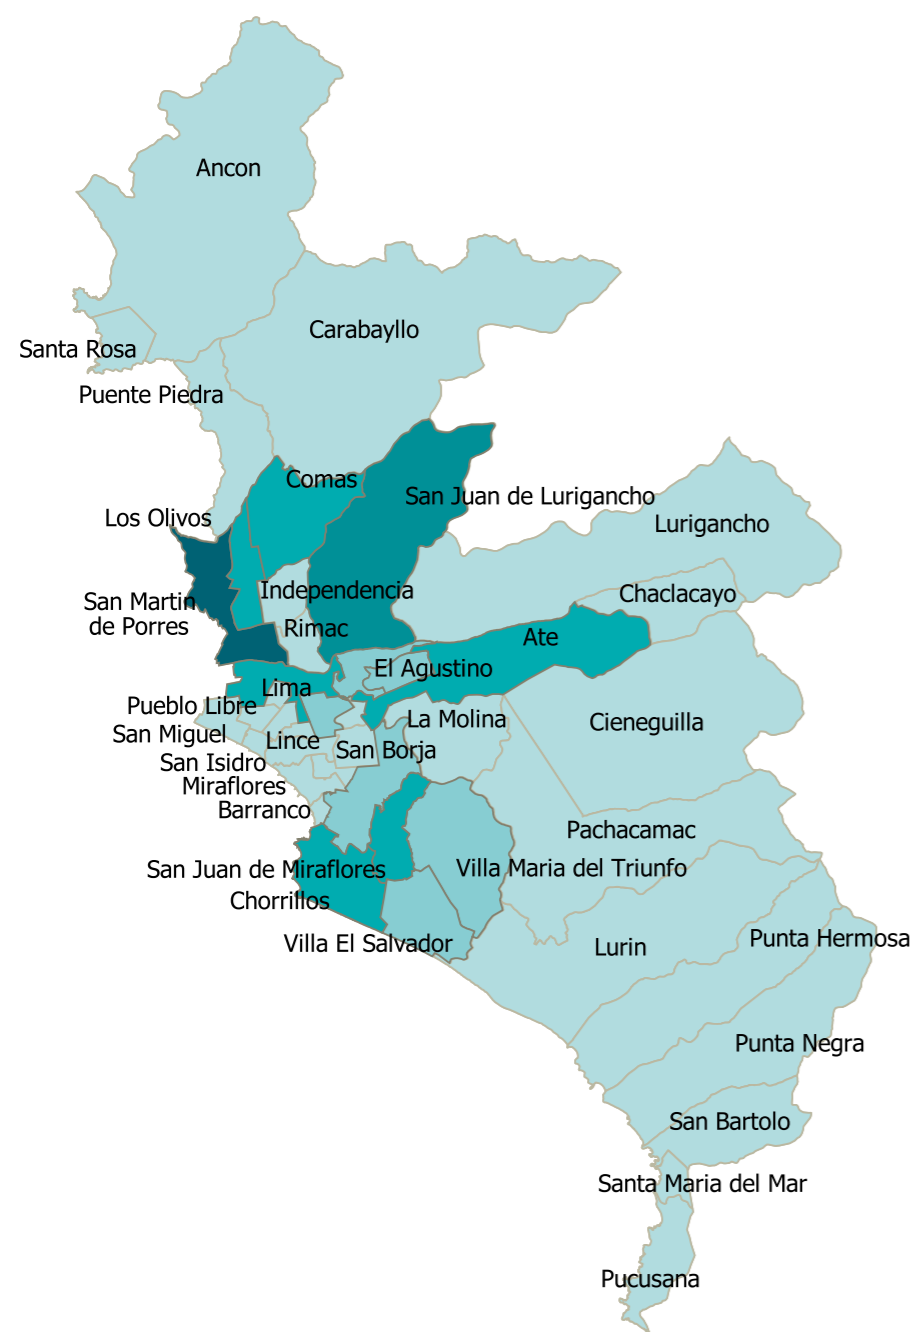 Ancon
Carabayllo
Santa Rosa
Puente Piedra
Comas
San Juan de Lurigancho
Los Olivos
Lurigancho
Independencia
Chaclacayo
San Martin
de Porres
Rimac
Ate
El Agustino
Lima
Pueblo Libre
La Molina
Cieneguilla
San Miguel
Lince
San Borja
San Isidro
Miraflores
Barranco
Pachacamac
San Juan de Miraflores
Villa Maria del Triunfo
Chorrillos
Villa El Salvador
Lurin
Punta Hermosa
Punta Negra
San Bartolo
Santa Maria del Mar
Pucusana